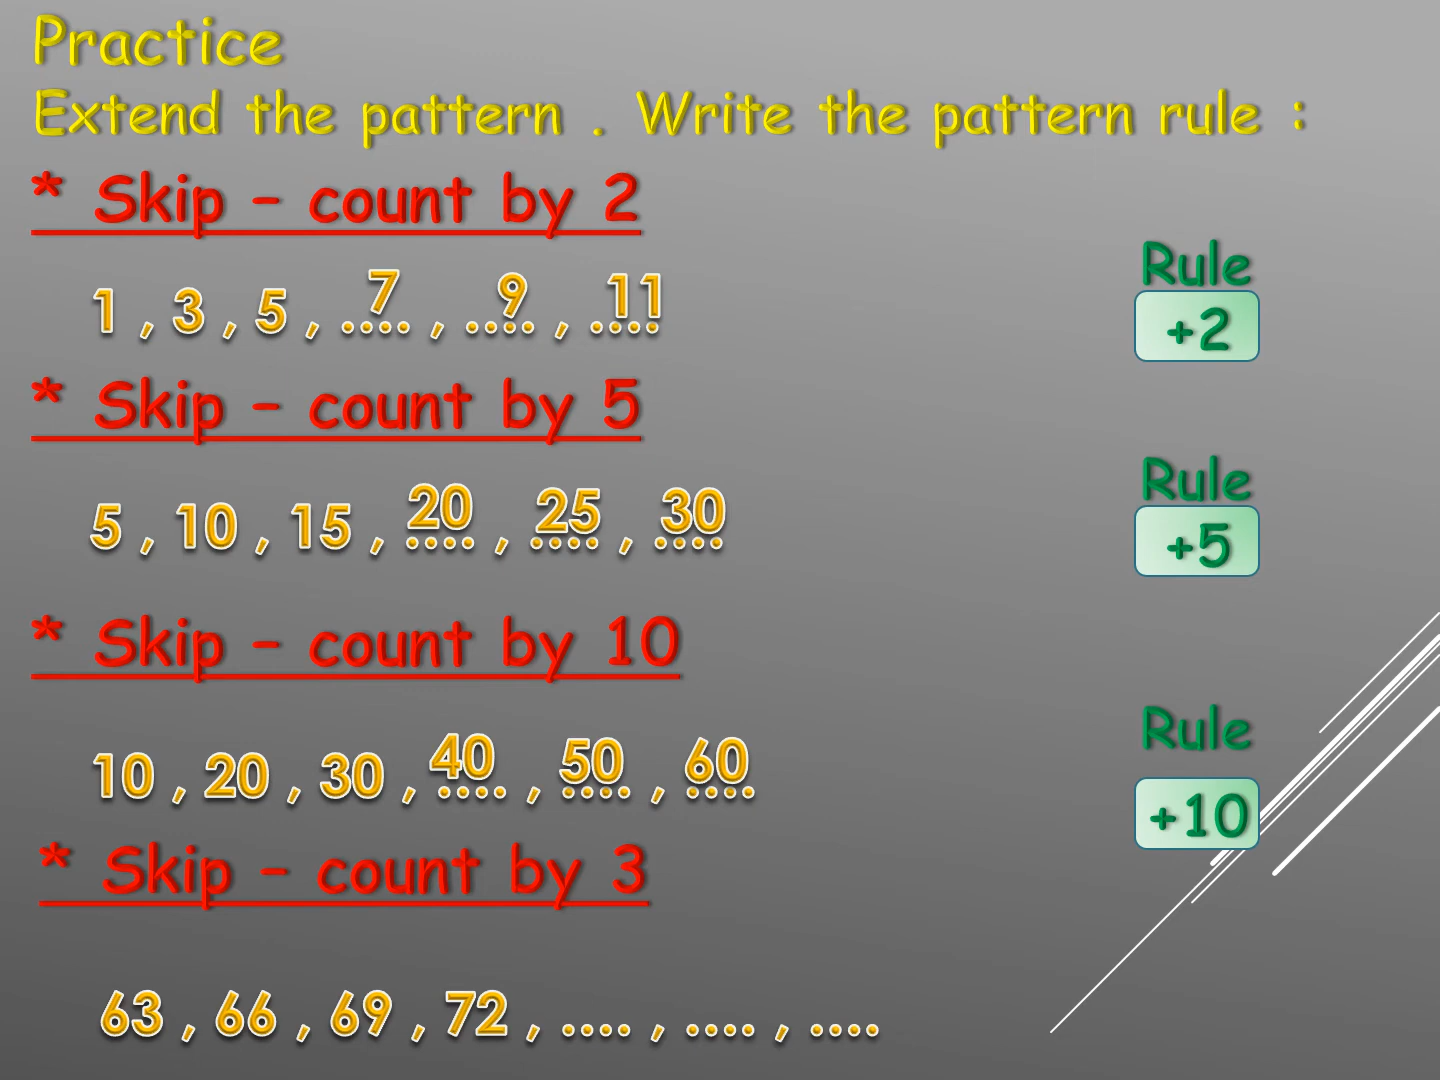 Practice
Extend the pattern . Write the pattern rule :
* Skip – count by 2
Rule
1 , 3 , 5 , 7 , 9 , 11
+2
* Skip – count by 5
Rule
5 , 10 , 15 , 20 , 25 , 30
+5
* Skip – count by 10
Rule
10 , 20 , 30 , 40 , 50 , 60
+10
* Skip – count by 3
63 , 66 , 69 , 72 , .... , .... , ....